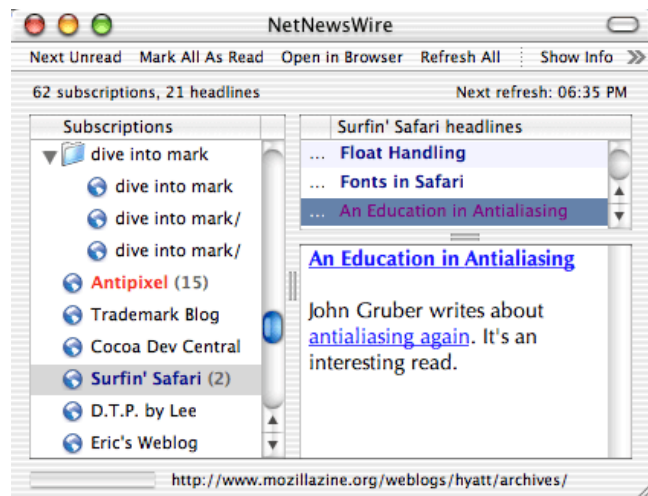 NetNewsWire
Next Unread Mark All As Read Open in Browser Refresh All Show Info
62 subscriptions, 21 headlines Next refresh: 06:35 PM
Subscriptions
dive into mark
dive into mark
dive into mark/
dive into mark/
Antipixel (15)
Trademark Blog
Cocoa Dev Central
Surfin' Safari (2)
D.T.P. by Lee
Eric's Weblog
Surfin' Safari headlines
... Float Handling
... Fonts in Safari
... An Education in Antialiasing
An Education in Antialiasing
John Gruber writes about
antialiasing again. It's an
interesting read.
http://www.mozillazine.org/weblogs/hyatt/archives/